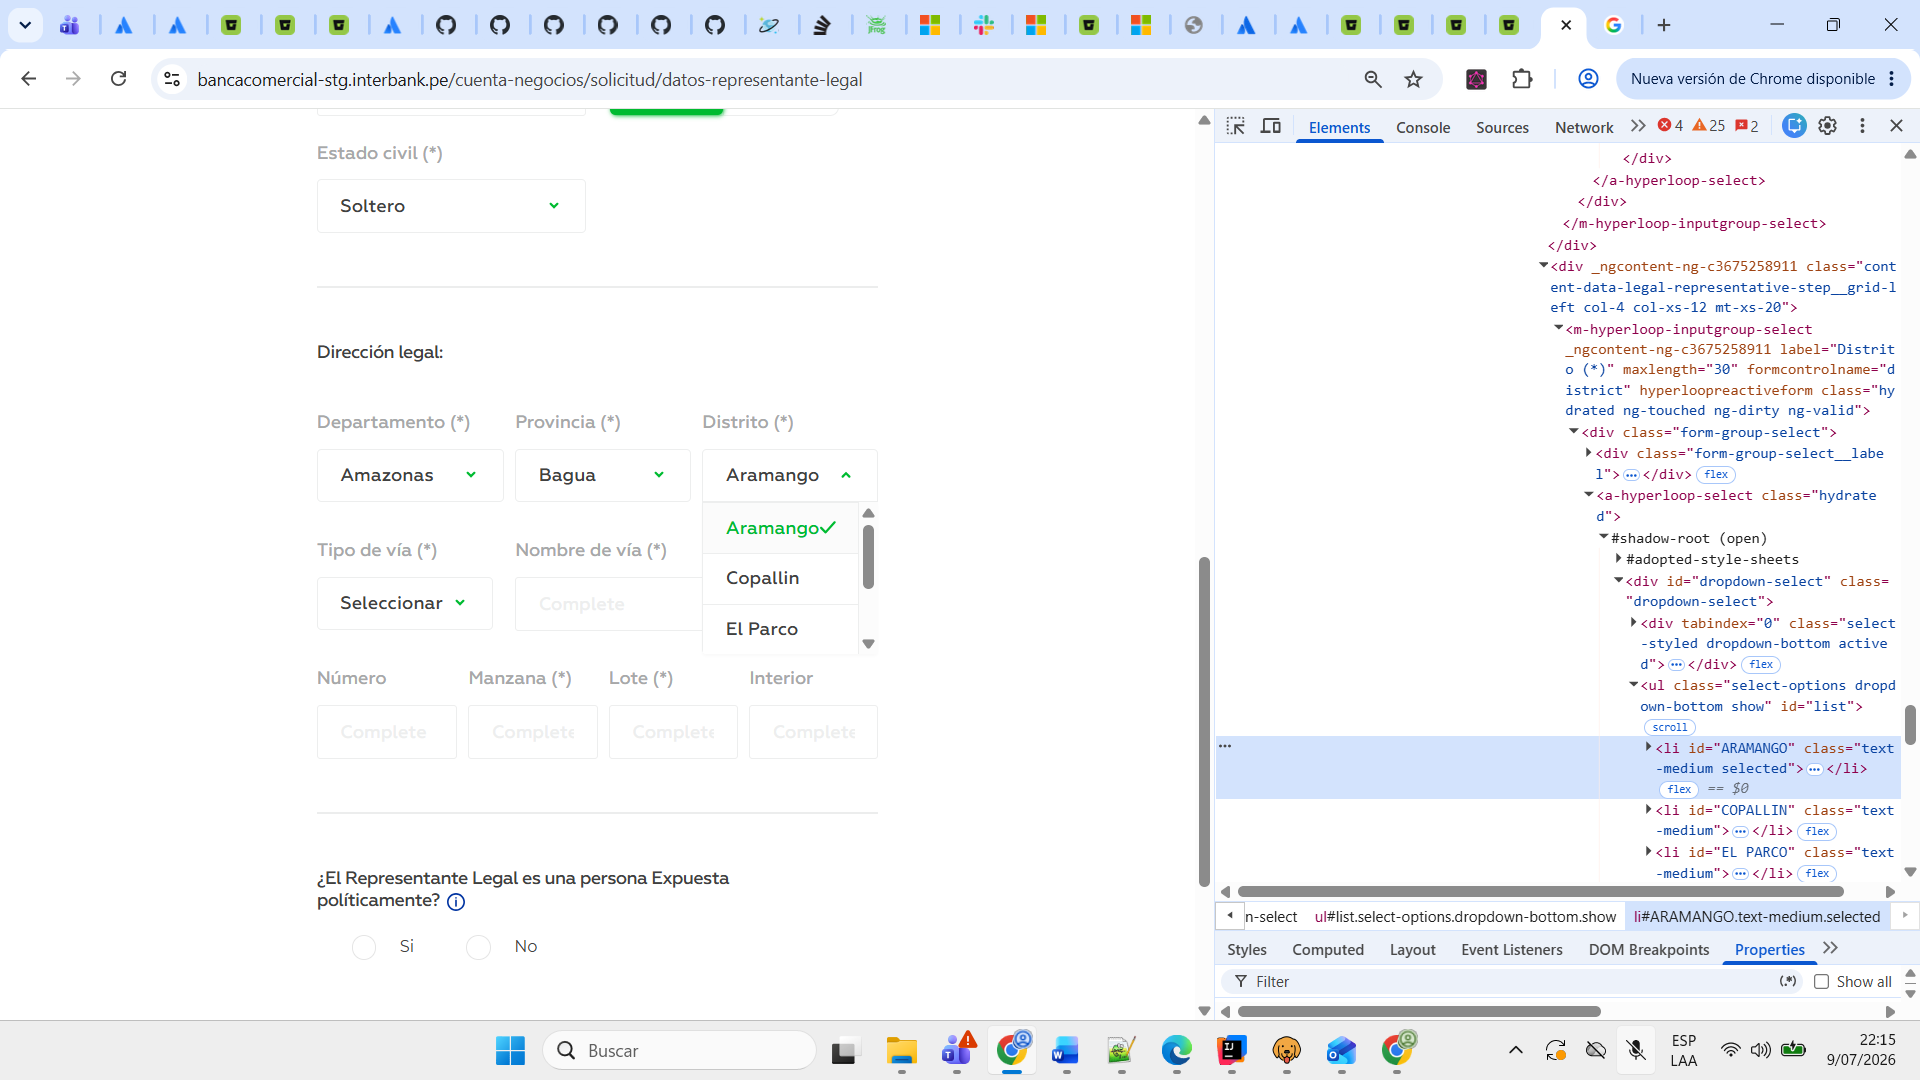 bancacomercial-stg.interbank.pe/cuenta-negocios/solicitud/datos-representante-legal
Nueva versión de Chrome disponible
Estado civil (*)
Soltero
Dirección legal:
Departamento (*)
Provincia (*)
Distrito (*)
Amazonas
Bagua
Aramango
Aramango
Copallin
El Parco
Tipo de vía (*)
Nombre de vía (*)
Seleccionar
Complete
Número
Manzana (*)
Lote (*)
Interior
Complete
Complete
Complete
Complete
¿El Representante Legal es una persona Expuesta
políticamente?
Si
No
Elements
Console
Sources
Network
4
25
2
</div>
</a-hyperloop-select>
</div>
</m-hyperloop-inputgroup-select>
</div>
<div _ngcontent-ng-c3675258911 class="cont
ent-data-legal-representative-step__grid-l
eft col-4 col-xs-12 mt-xs-20">
<m-hyperloop-inputgroup-select
_ngcontent-ng-c3675258911 label="Distrit
o (*)" maxlength="30" formcontrolname="d
istrict" hyperloopreactiveform class="hy
drated ng-touched ng-dirty ng-valid">
<div class="form-group-select">
<div class="form-group-select__labe
l"> … </div> flex
<a-hyperloop-select class="hydrate
d">
#shadow-root (open)
#adopted-style-sheets
<div id="dropdown-select" class=
"dropdown-select">
<div tabindex="0" class="select
-styled dropdown-bottom active
d"> … </div> flex
<ul class="select-options dropd
own-bottom show" id="list">
scroll
… <li id="ARAMANGO" class="text
-medium selected"> … </li>
flex == $0
<li id="COPALLIN" class="text
-medium"> … </li> flex
<li id="EL PARCO" class="text
-medium"> … </li> flex
n-select
ul#list.select-options.dropdown-bottom.show
li#ARAMANGO.text-medium.selected
Styles
Computed
Layout
Event Listeners
DOM Breakpoints
Properties
Filter
(.*)
Show all
Buscar
ESP
LAA
22:15
9/07/2026